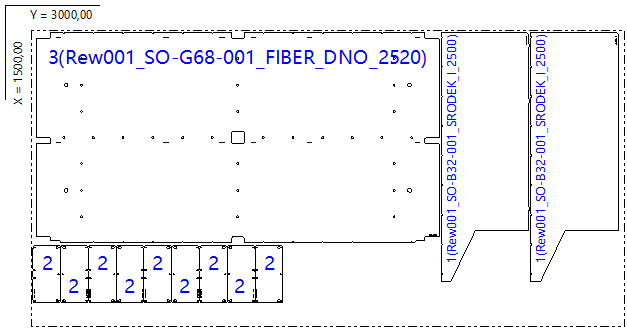 Y = 3000,00
X = 1500,00
3(Rew001_SO-G68-001_FIBER_DNO_2520)
1(Rew001_SO-B32-001_SRODEK_I_2500)
1(Rew001_SO-B32-001_SRODEK_I_2500)
2 2 2 2 2
2 2 2 2